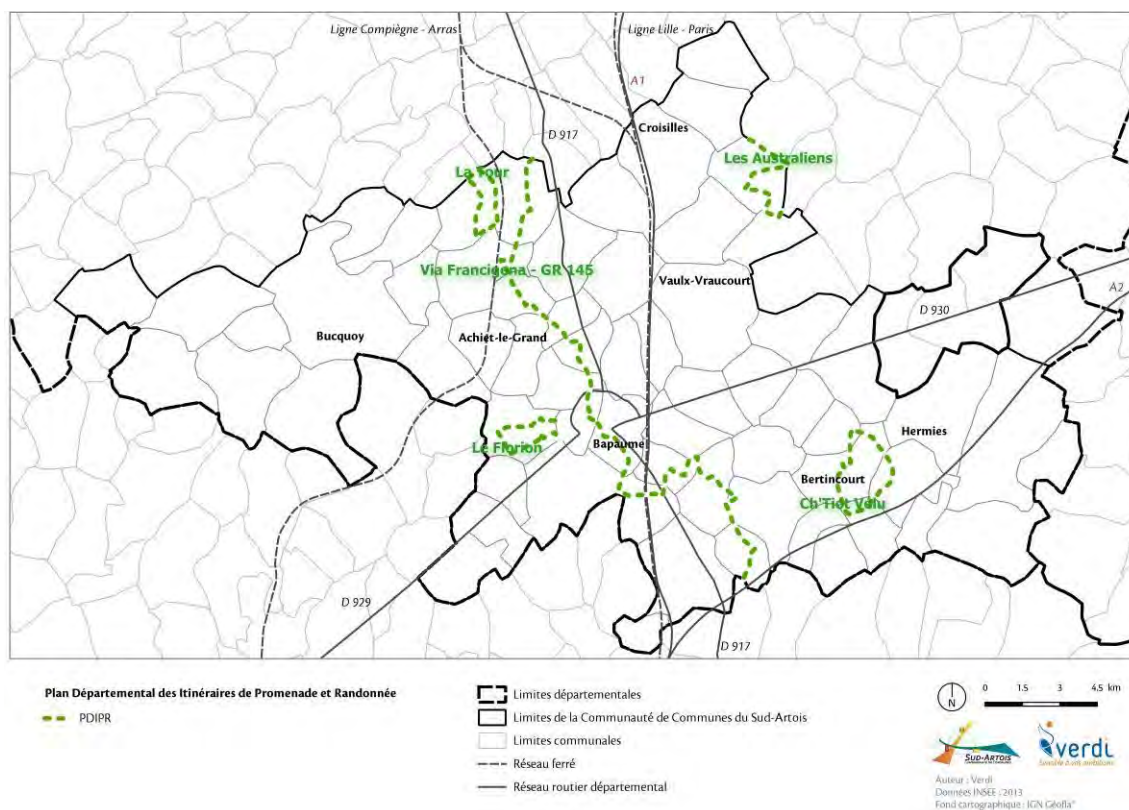 Ligne Compiègne - Arras
Ligne Lille - Paris
A1
D 917
Croisilles
Les Australiens
La Tour
Via Francigena - GR 145
Vaulx-Vraucourt
A2
D 930
Bucquoy
Achiet-le-Grand
Hermies
Le Florion
Bapaume
Bertincourt
Ch'Tiot Vélu
D 929
D 917
Plan Départemental des Itinéraires de Promenade et Randonnée
PDIPR
Limites départementales
Limites de la Communauté de Communes du Sud-Artois
Limites communales
Réseau ferré
Réseau routier départemental
N
0 1.5 3 4.5 km
SUD-ARTOIS
verdi
Auteur : Verdi
Données INSEE : 2013
Fond cartographique : IGN Géofla®